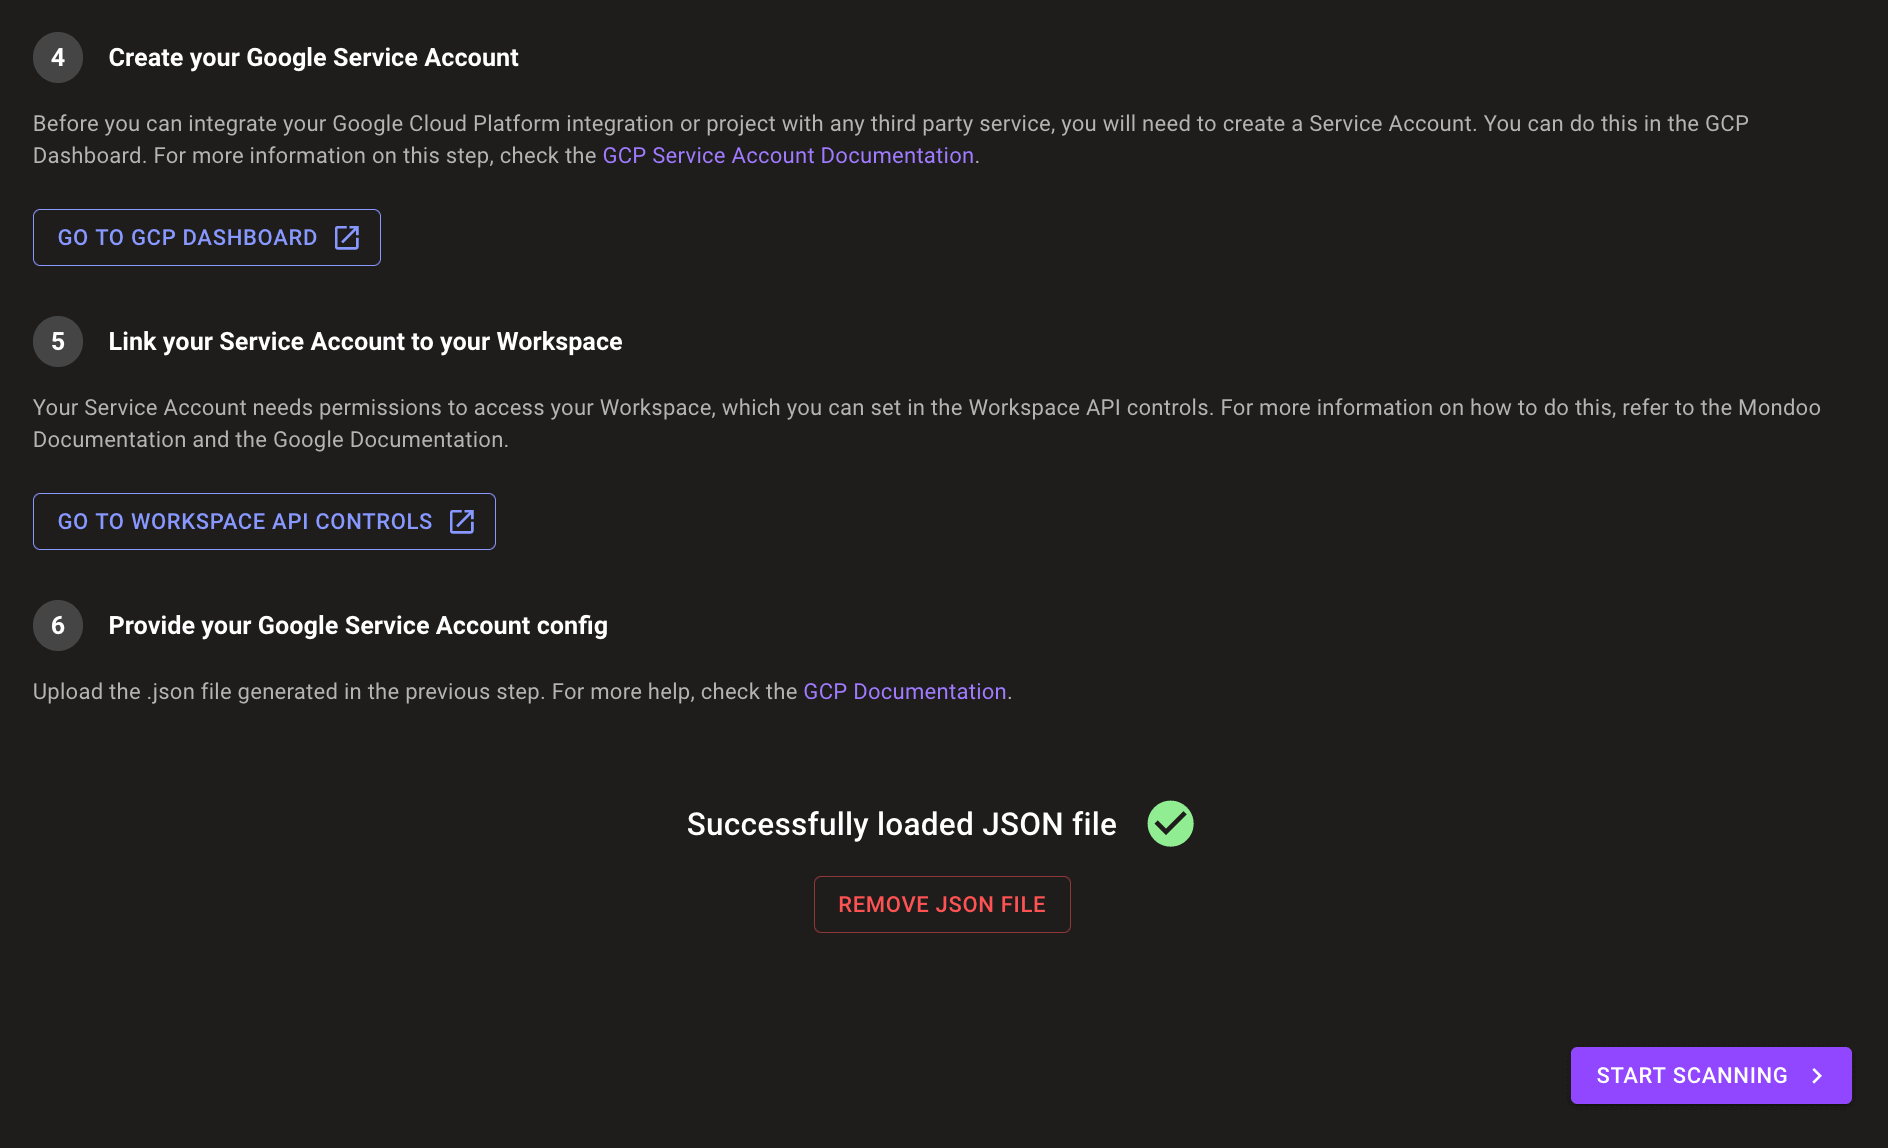 4 Create your Google Service Account
Before you can integrate your Google Cloud Platform integration or project with any third party service, you will need to create a Service Account. You can do this in the GCP
Dashboard. For more information on this step, check the GCP Service Account Documentation.
GO TO GCP DASHBOARD
5 Link your Service Account to your Workspace
Your Service Account needs permissions to access your Workspace, which you can set in the Workspace API controls. For more information on how to do this, refer to the Mondoo
Documentation and the Google Documentation.
GO TO WORKSPACE API CONTROLS
6 Provide your Google Service Account config
Upload the .json file generated in the previous step. For more help, check the GCP Documentation.
Successfully loaded JSON file
REMOVE JSON FILE
START SCANNING